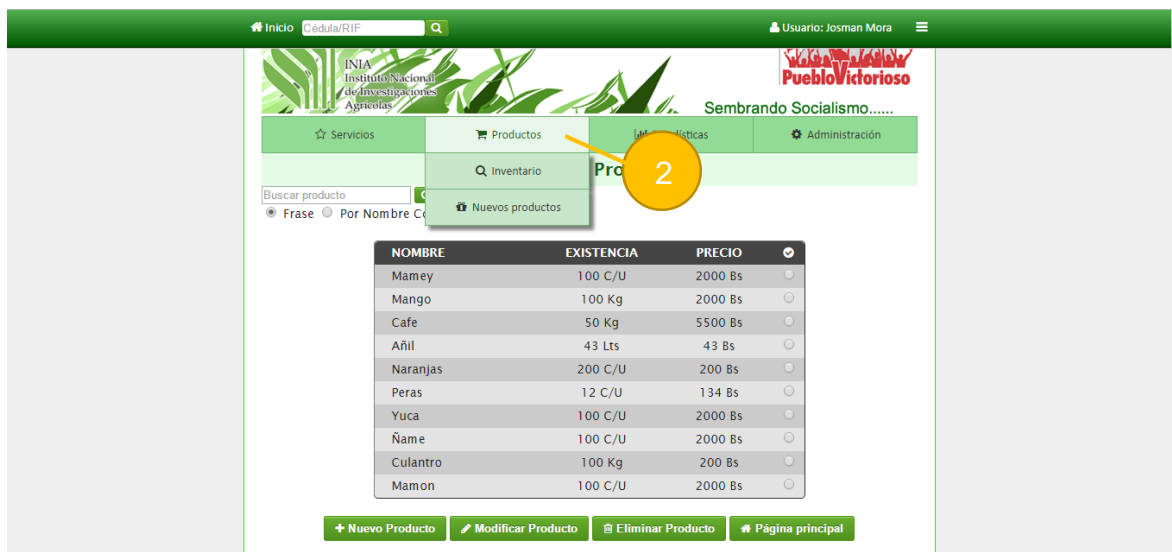 Inicio Cédula/RIF Usuario: Josman Mora
INIA
Instituto Nacional
de Investigaciones
Agrícolas
PuebloVictorioso
Sembrando Socialismo......
Servicios Productos Administración
2
Inventario
Nuevos productos
Buscar producto
Frase Por Nombre
NOMBRE EXISTENCIA PRECIO
Mamey 100 C/U 2000 Bs
Mango 100 Kg 2000 Bs
Cafe 50 Kg 5500 Bs
Añil 43 Lts 43 Bs
Naranjas 200 C/U 200 Bs
Peras 12 C/U 134 Bs
Yuca 100 C/U 2000 Bs
Ñame 100 C/U 2000 Bs
Culantro 100 Kg 200 Bs
Mamon 100 C/U 2000 Bs
Nuevo Producto Modificar Producto Eliminar Producto Página principal